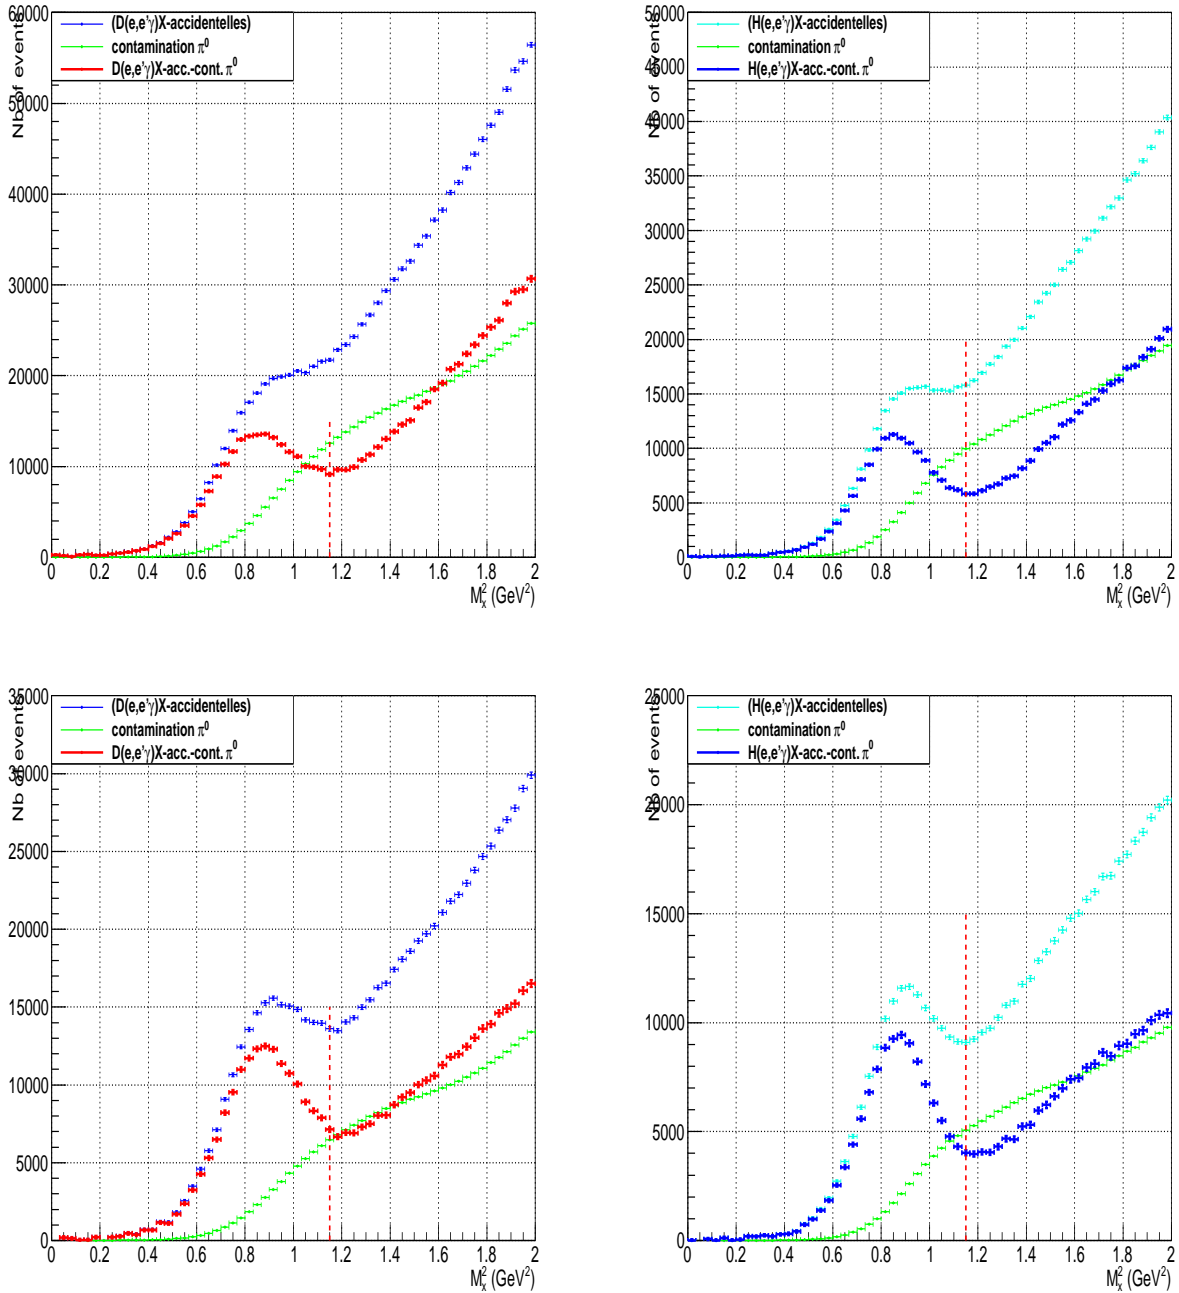 60000
50000
40000
30000
20000
10000
0
Nb of events
(D(e,e'γ)X-accidentelles)
contamination π⁰
D(e,e'γ)X-acc.-cont. π⁰
0 0.2 0.4 0.6 0.8 1 1.2 1.4 1.6 1.8 2
M²ₓ (GeV²)
50000
45000
40000
35000
30000
25000
20000
15000
10000
5000
0
Nb of events
(H(e,e'γ)X-accidentelles)
contamination π⁰
H(e,e'γ)X-acc.-cont. π⁰
0 0.2 0.4 0.6 0.8 1 1.2 1.4 1.6 1.8 2
M²ₓ (GeV²)
35000
30000
25000
20000
15000
10000
5000
0
Nb of events
(D(e,e'γ)X-accidentelles)
contamination π⁰
D(e,e'γ)X-acc.-cont. π⁰
0 0.2 0.4 0.6 0.8 1 1.2 1.4 1.6 1.8 2
M²ₓ (GeV²)
25000
20000
15000
10000
5000
0
Nb of events
(H(e,e'γ)X-accidentelles)
contamination π⁰
H(e,e'γ)X-acc.-cont. π⁰
0 0.2 0.4 0.6 0.8 1 1.2 1.4 1.6 1.8 2
M²ₓ (GeV²)